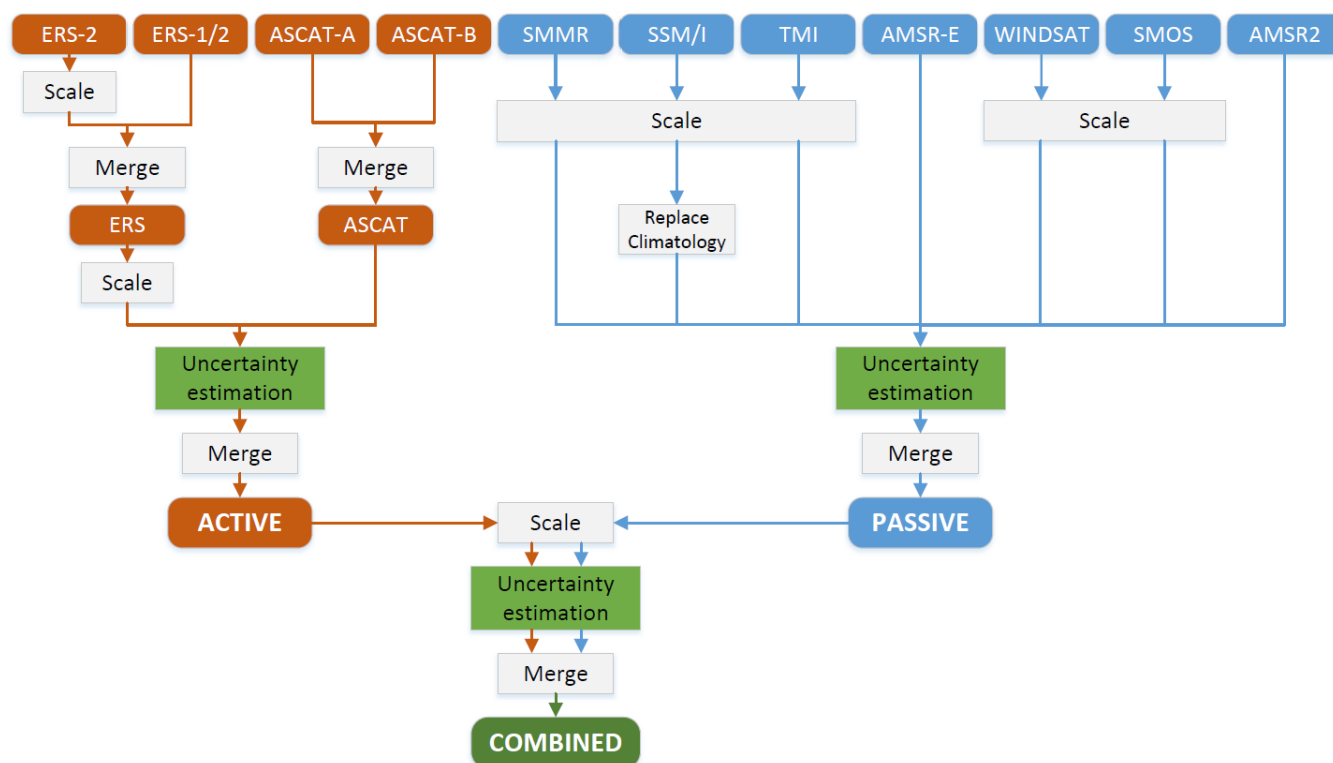 ERS-2 ERS-1/2 ASCAT-A ASCAT-B SMMR SSM/I TMI AMSR-E WINDSAT SMOS AMSR2
Scale
Scale
Scale
Merge
Merge
ERS
ASCAT
Replace
Climatology
Scale
Uncertainty
estimation
Uncertainty
estimation
Merge
Merge
ACTIVE
Scale
PASSIVE
Uncertainty
estimation
Merge
COMBINED